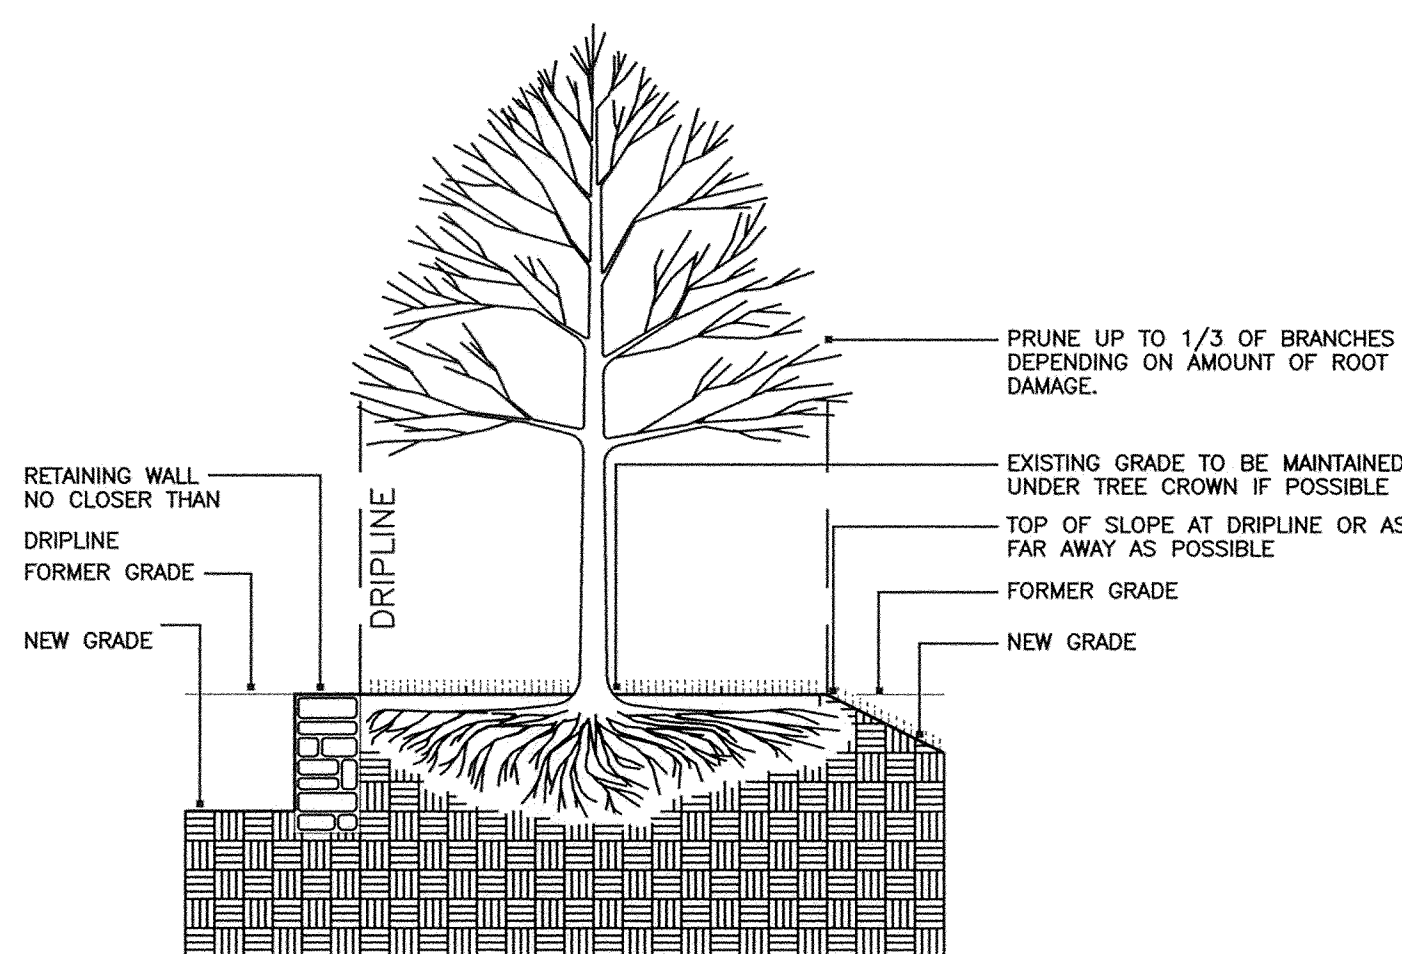 PRUNE UP TO 1/3 OF BRANCHES
DEPENDING ON AMOUNT OF ROOT
DAMAGE.
RETAINING WALL
NO CLOSER THAN
DRIPLINE
FORMER GRADE
NEW GRADE
DRIPLINE
EXISTING GRADE TO BE MAINTAINED
UNDER TREE CROWN IF POSSIBLE
TOP OF SLOPE AT DRIPLINE OR AS
FAR AWAY AS POSSIBLE
FORMER GRADE
NEW GRADE